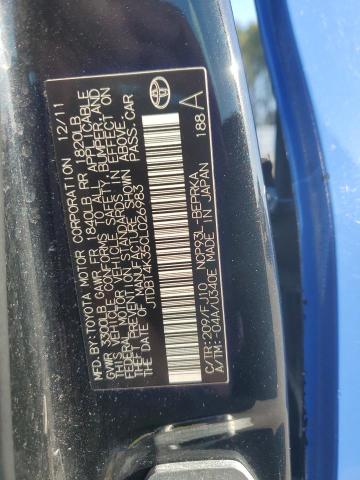 MFD. BY: TOYOTA MOTOR CORPORATION 12/11
GVWR 3300LB GAWR FR 1840LB RR 1820LB
THIS VEHICLE CONFORMS TO ALL APPLICABLE
FEDERAL MOTOR VEHICLE SAFETY, BUMPER, AND
THEFT PREVENTION STANDARDS IN EFFECT ON
THE DATE OF MANUFACTURE SHOWN ABOVE.
JTDBT4K35CL026983 PASS.CAR
188 A
C/TR: 209/FJ10 NCP93L-BEPRKA
A/TM: -04A/U340E MADE IN JAPAN